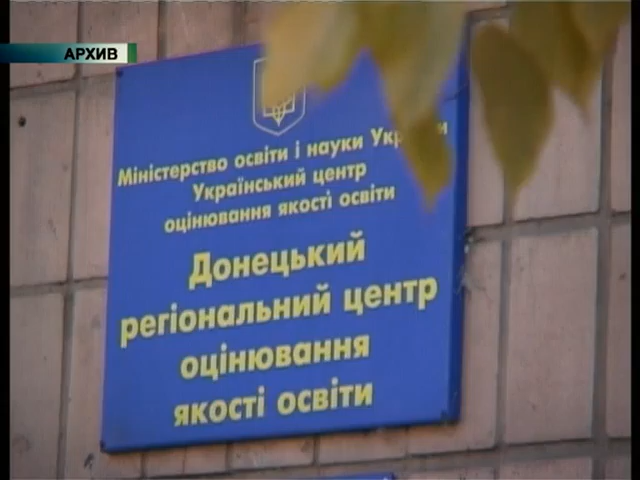 АРХИВ
Міністерство освіти і науки
Український центр
оцінювання якості освіти
Донецький
регіональний центр
оцінювання
якості освіти